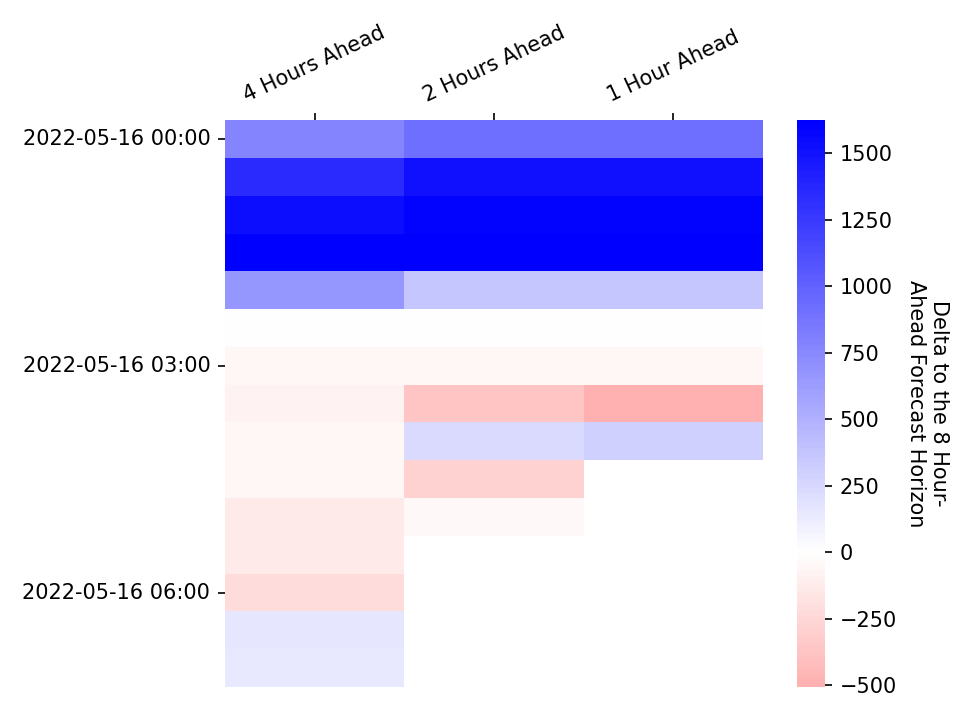 4 Hours Ahead
2 Hours Ahead
1 Hour Ahead
2022-05-16 00:00
2022-05-16 03:00
2022-05-16 06:00
1500
1250
1000
750
500
250
0
−250
−500
Delta to the 8 Hour-
Ahead Forecast Horizon